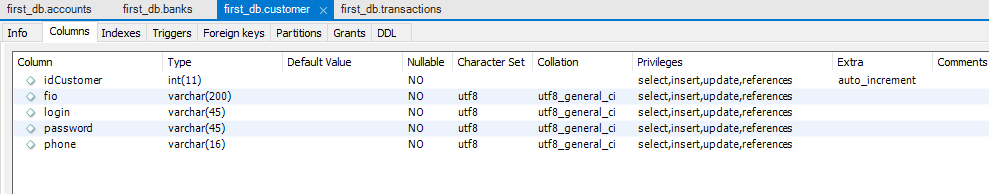 first_db.accounts first_db.banks first_db.customer × first_db.transactions
Info Columns Indexes Triggers Foreign keys Partitions Grants DDL
Column Type Default Value Nullable Character Set Collation Privileges Extra Comments
idCustomer int(11) NO select,insert,update,references auto_increment
fio varchar(200) NO utf8 utf8_general_ci select,insert,update,references
login varchar(45) NO utf8 utf8_general_ci select,insert,update,references
password varchar(45) NO utf8 utf8_general_ci select,insert,update,references
phone varchar(16) NO utf8 utf8_general_ci select,insert,update,references